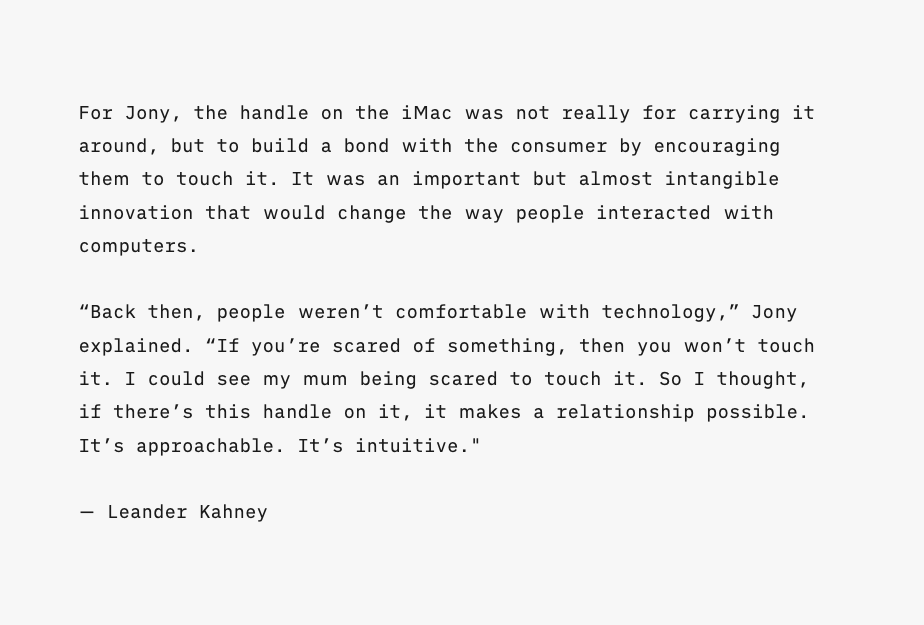 For Jony, the handle on the iMac was not really for carrying it
around, but to build a bond with the consumer by encouraging
them to touch it. It was an important but almost intangible
innovation that would change the way people interacted with
computers.
“Back then, people weren’t comfortable with technology,” Jony
explained. “If you’re scared of something, then you won’t touch
it. I could see my mum being scared to touch it. So I thought,
if there’s this handle on it, it makes a relationship possible.
It’s approachable. It’s intuitive."
— Leander Kahney